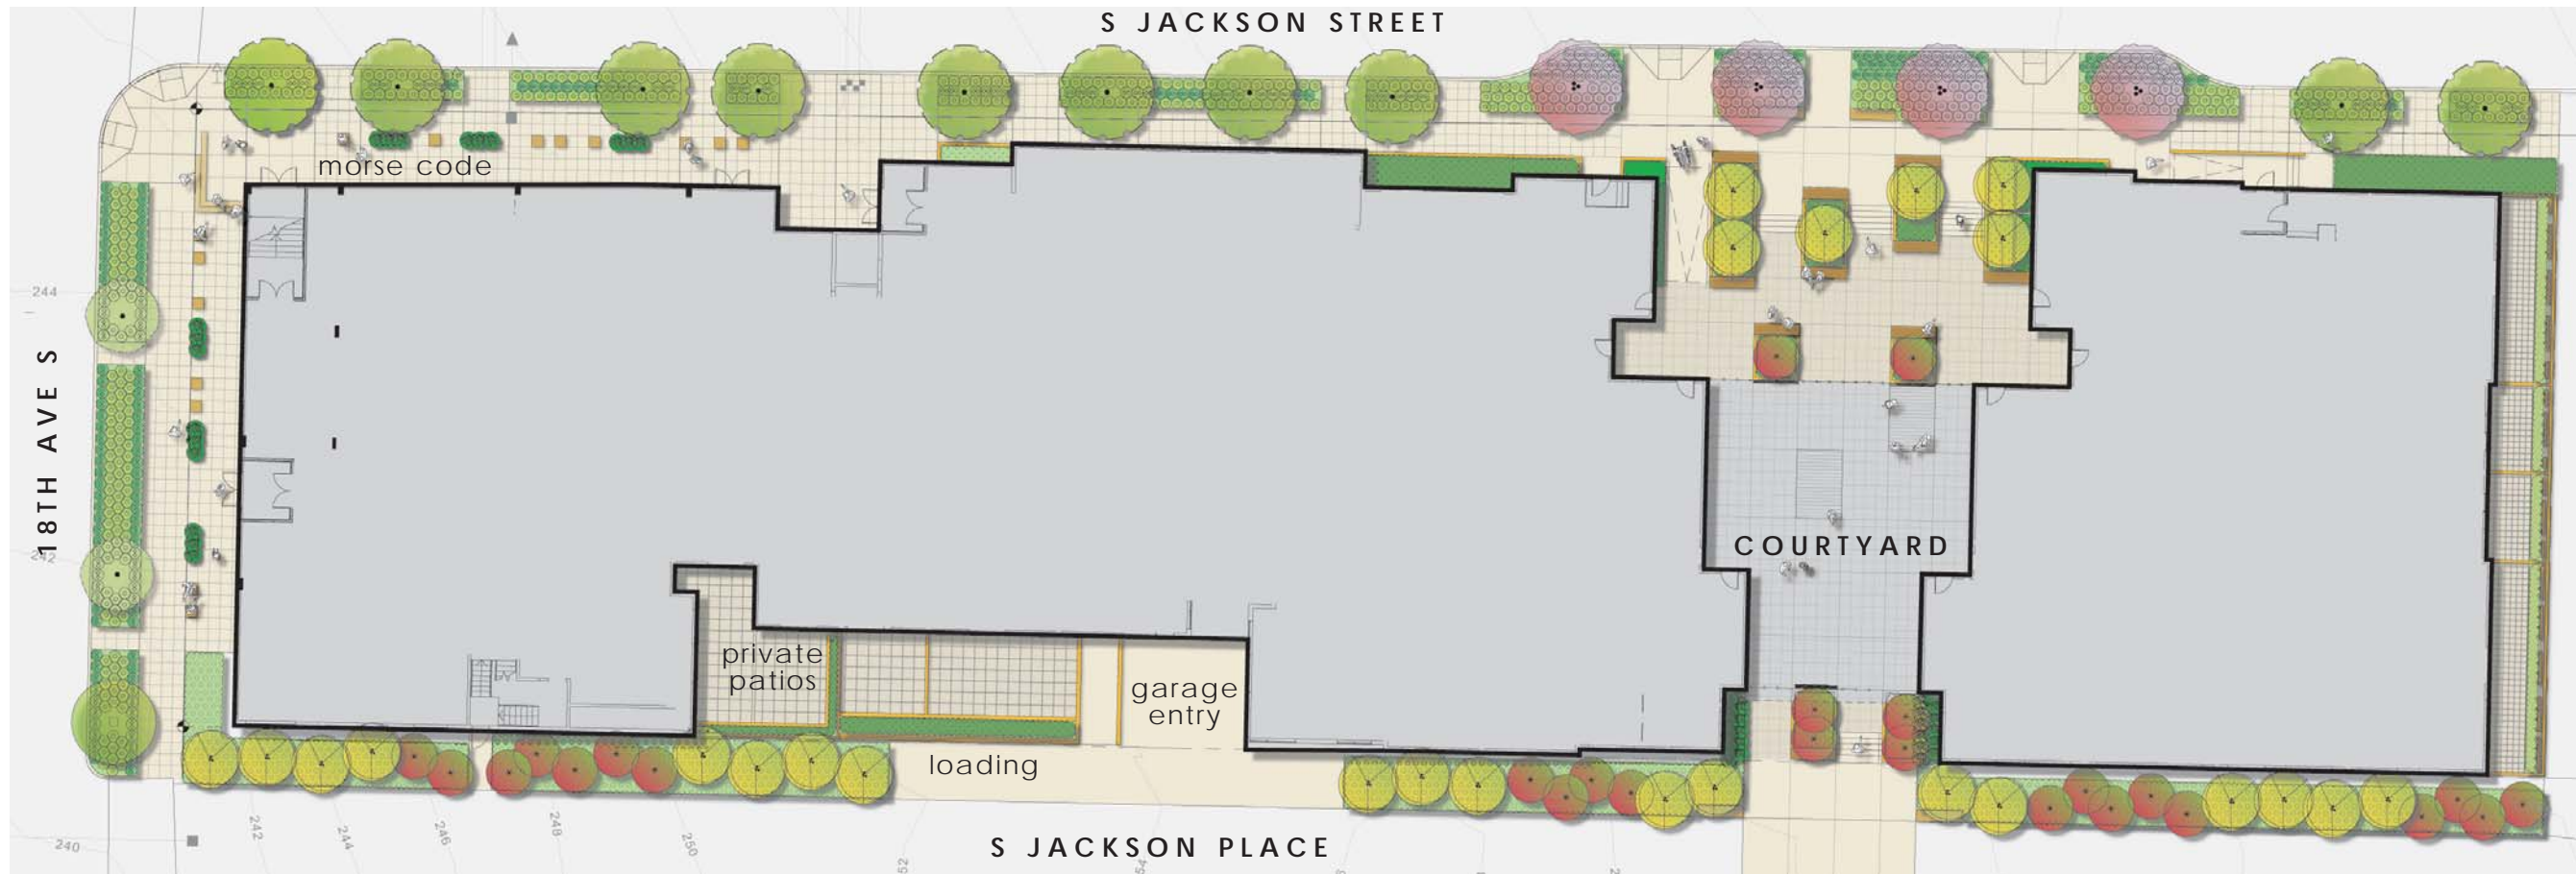 S JACKSON STREET
morse code
244
18TH AVE S
242
COURTYARD
private
patios
garage
entry
loading
240
242
244
246
248
250
S JACKSON PLACE